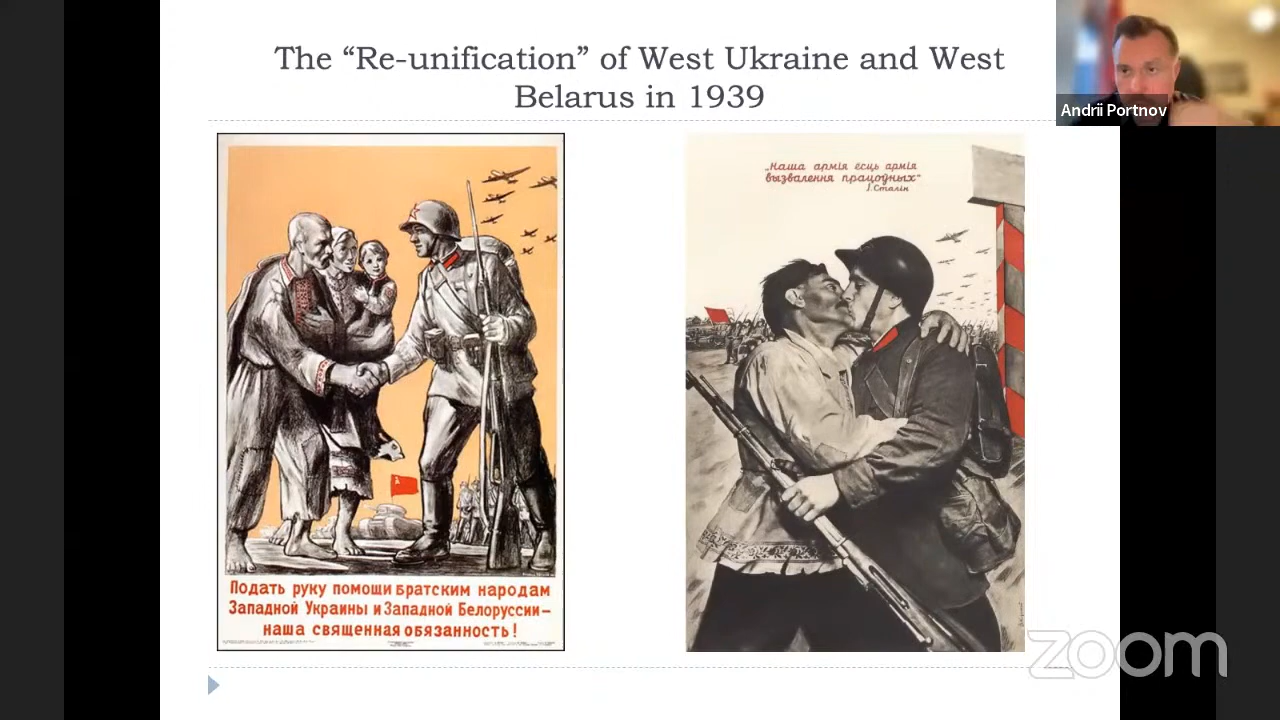 The “Re-unification” of West Ukraine and West
Belarus in 1939
Andrii Portnov
Подать руку помощи братским народам
Западной Украины и Западной Белоруссии–
наша священная обязанность!
„Наша армія ёсць армія
вызвалення працоўных“
J. Сталін
zoom